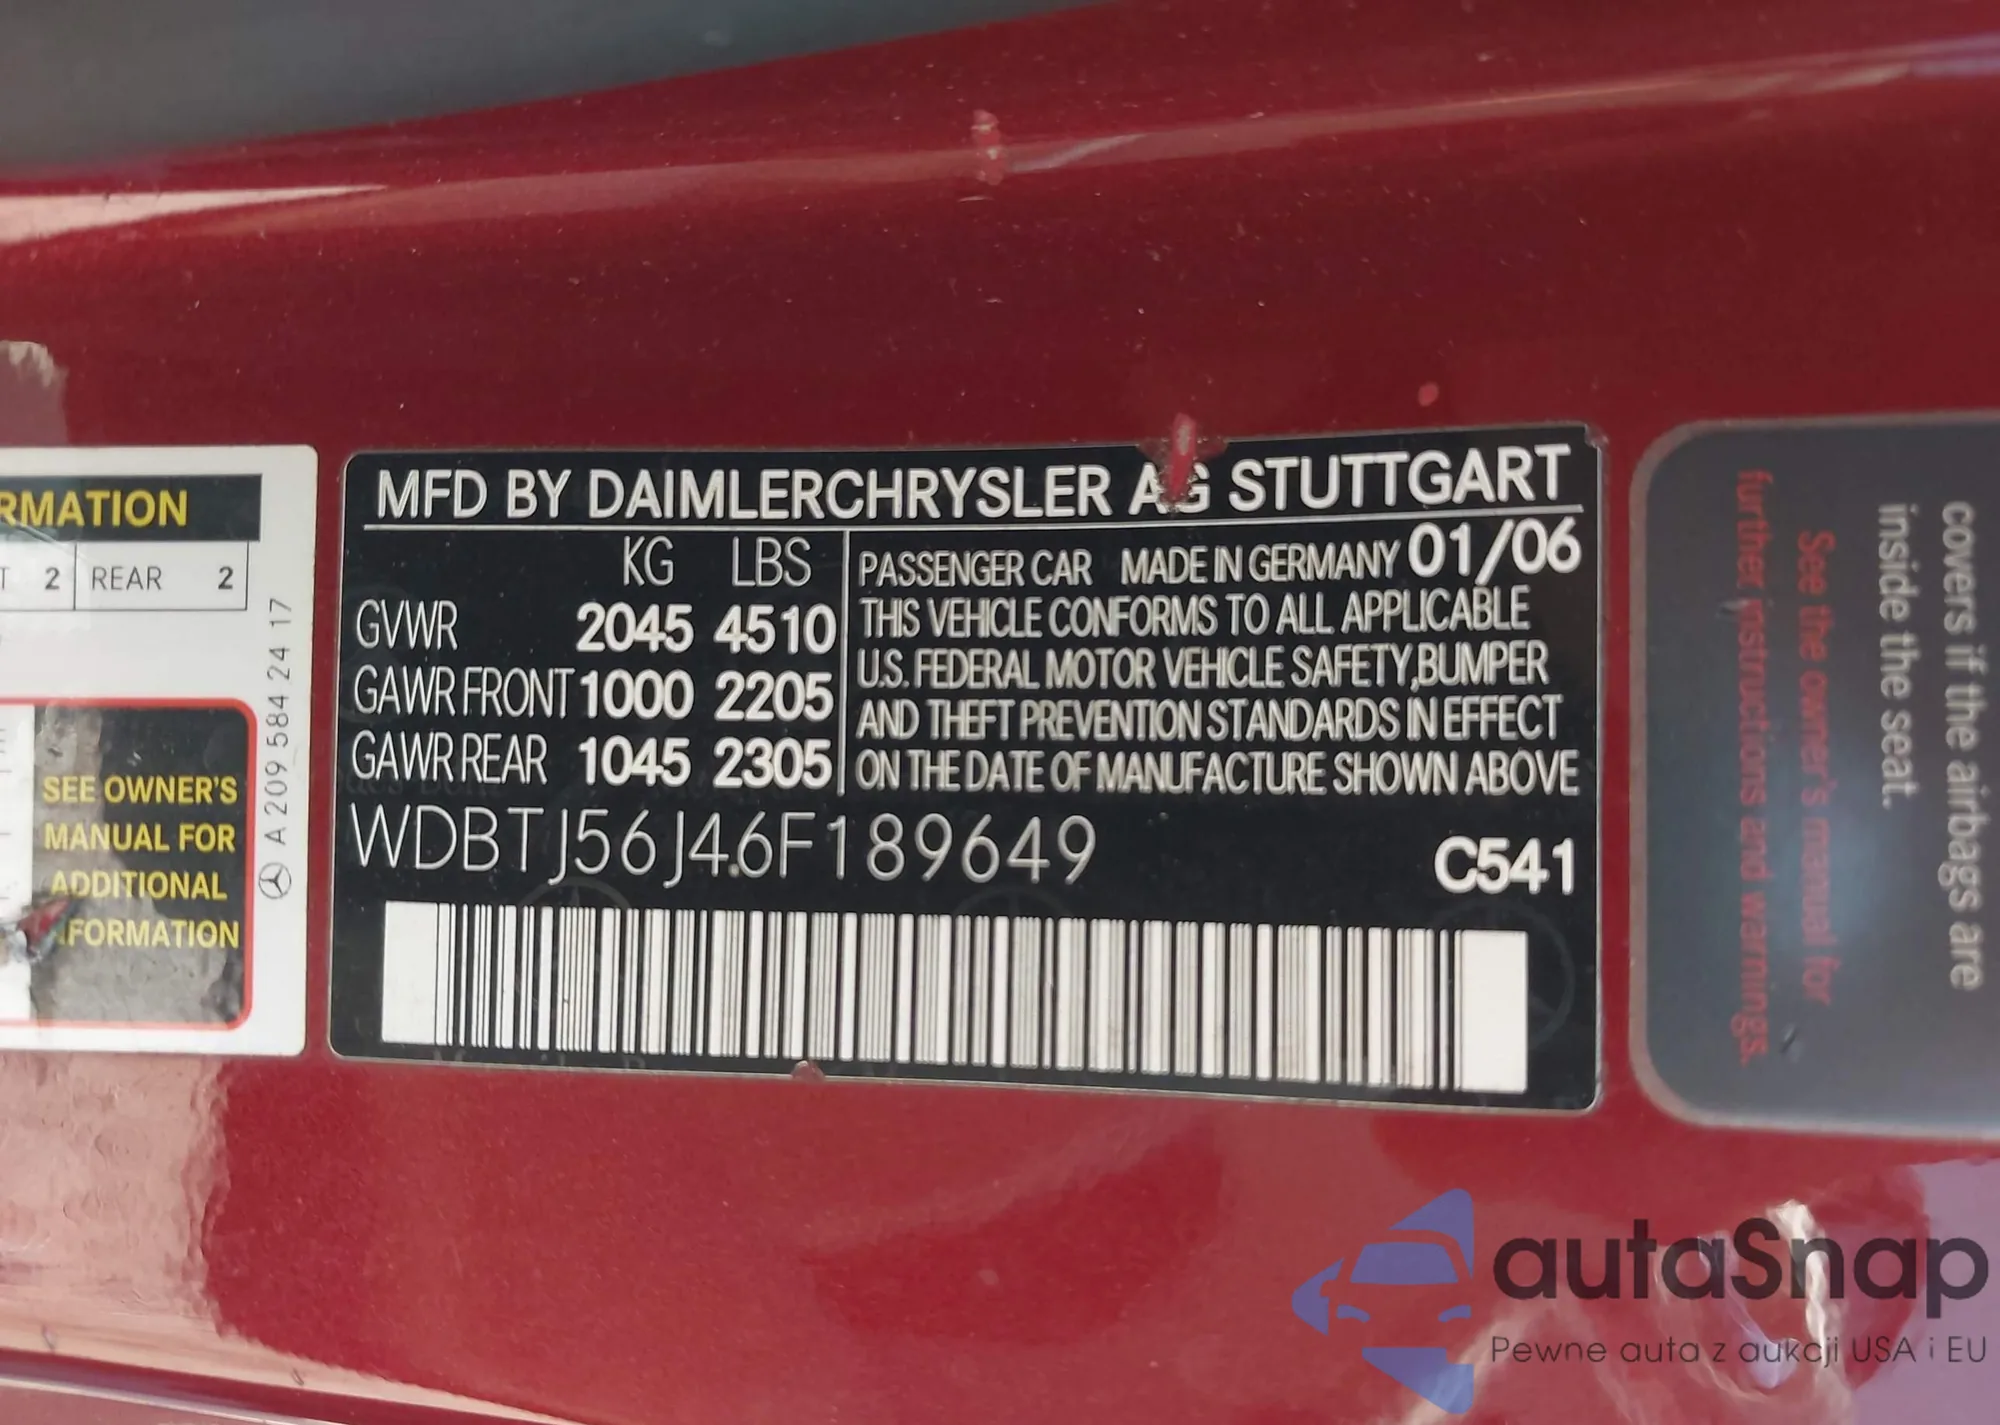 RMATION
T 2 REAR 2
A 209 584 24 17
SEE OWNER'S
MANUAL FOR
ADDITIONAL
INFORMATION
MFD BY DAIMLERCHRYSLER AG STUTTGART
KG LBS
GVWR 2045 4510
GAWR FRONT 1000 2205
GAWR REAR 1045 2305
PASSENGER CAR MADE IN GERMANY 01/06
THIS VEHICLE CONFORMS TO ALL APPLICABLE
U.S. FEDERAL MOTOR VEHICLE SAFETY,BUMPER
AND THEFT PREVENTION STANDARDS IN EFFECT
ON THE DATE OF MANUFACTURE SHOWN ABOVE
WDBTJ56J46F189649
C541
covers if the airbags are
inside the seat.
See the owner's manual for
further instructions and warnings.
autaSnap
Pewne auta z aukcji USA i EU